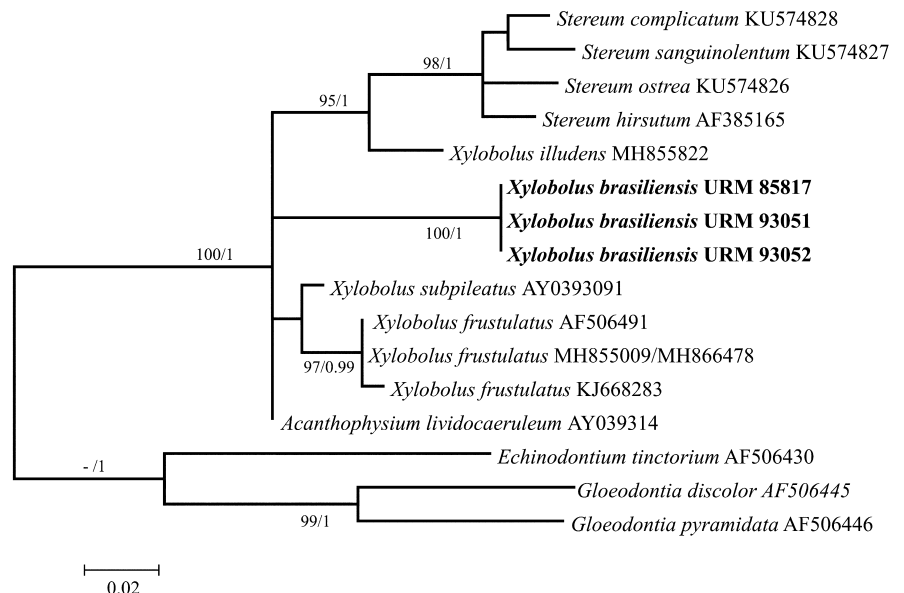 Stereum complicatum KU574828
Stereum sanguinolentum KU574827
98/1
Stereum ostrea KU574826
95/1
Stereum hirsutum AF385165
Xylobolus illudens MH855822
Xylobolus brasiliensis URM 85817
Xylobolus brasiliensis URM 93051
100/1
Xylobolus brasiliensis URM 93052
100/1
Xylobolus subpileatus AY0393091
Xylobolus frustulatus AF506491
Xylobolus frustulatus MH855009/MH866478
97/0.99
Xylobolus frustulatus KJ668283
Acanthophysium lividocaeruleum AY039314
Echinodontium tinctorium AF506430
- /1
Gloeodontia discolor AF506445
99/1
Gloeodontia pyramidata AF506446
0.02